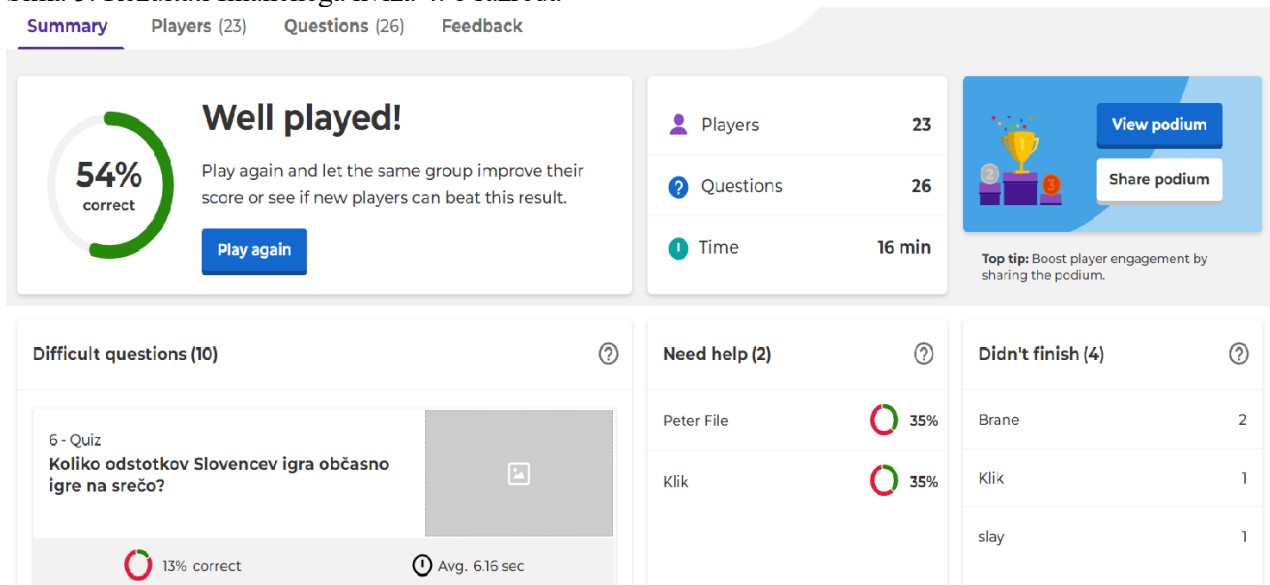 Summary
Players (23)
Questions (26)
Feedback
54%
correct
Well played!
Play again and let the same group improve their
score or see if new players can beat this result.
Play again
Players 23
Questions 26
Time 16 min
View podium
Share podium
2
3
Top tip: Boost player engagement by
sharing the podium.
Difficult questions (10)
6 - Quiz
Koliko odstotkov Slovencev igra občasno
igre na srečo?
13% correct
Avg. 6.16 sec
Need help (2)
Peter File 35%
Klik 35%
Didn't finish (4)
Brane 2
Klik 1
slay 1